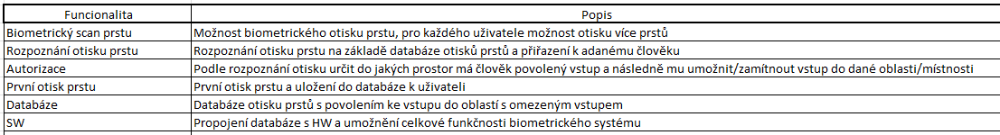 Funcionalita Popis
Biometrický scan prstu Možnost biometrického otisku prstu, pro každého uživatele možnost otisku více prstů
Rozpoznání otisku prstu Rozpoznání otisku prstu na základě databáze otisků prstů a přiřazení k adanému člověku
Autorizace Podle rozpoznání otisku určit do jakých prostor má člověk povolený vstup a následně mu umožnit/zamítnout vstup do dané oblasti/místnosti
První otisk prstu První otisk prstu a uložení do databáze k uživateli
Databáze Databáze otisku prstů s povolením ke vstupu do oblastí s omezeným vstupem
SW Propojení databáze s HW a umožnění celkové funkčnosti biometrického systému